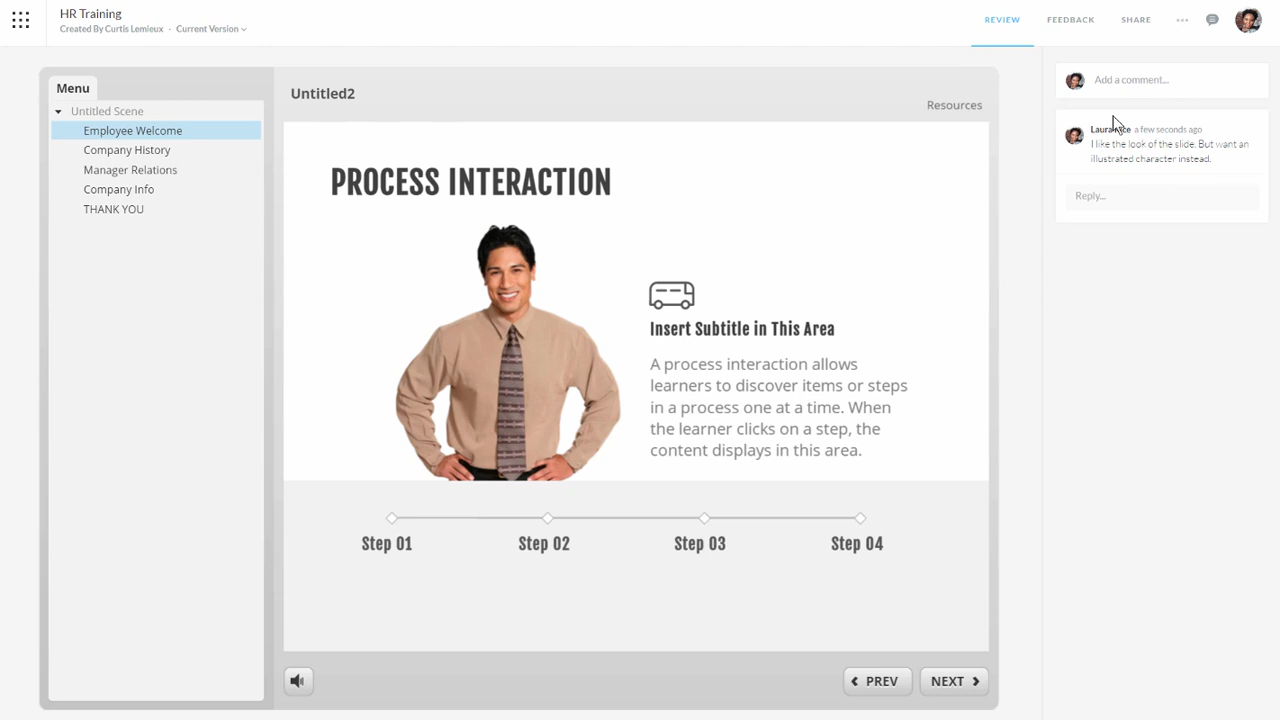 HR Training
Created By Curtis Lemieux · Current Version
REVIEW
FEEDBACK
SHARE
Menu
Untitled Scene
Employee Welcome
Company History
Manager Relations
Company Info
THANK YOU
Untitled2
Resources
PROCESS INTERACTION
Insert Subtitle in This Area
A process interaction allows
learners to discover items or steps
in a process one at a time. When
the learner clicks on a step, the
content displays in this area.
Step 01
Step 02
Step 03
Step 04
PREV
NEXT
Add a comment...
Laura a few seconds ago
I like the look of the slide. But want an
illustrated character instead.
Reply...